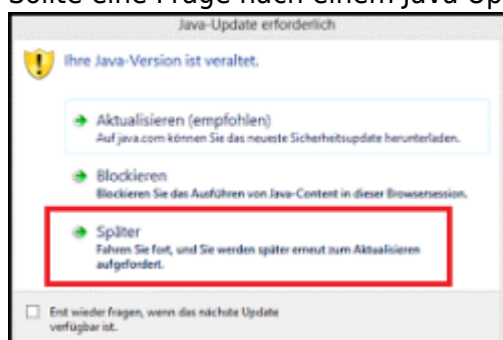 Sollte eine Frage nach einem Java Up
Java-Update erforderlich
Ihre Java-Version ist veraltet.
Aktualisieren (empfohlen)
Auf java.com können Sie das neueste Sicherheitsupdate herunterladen.
Blockieren
Blockieren Sie das Ausführen von Java-Content in dieser Browsersession.
Später
Fahren Sie fort, und Sie werden später erneut zum Aktualisieren
aufgefordert.
Erst wieder fragen, wenn das nächste Update
verfügbar ist.